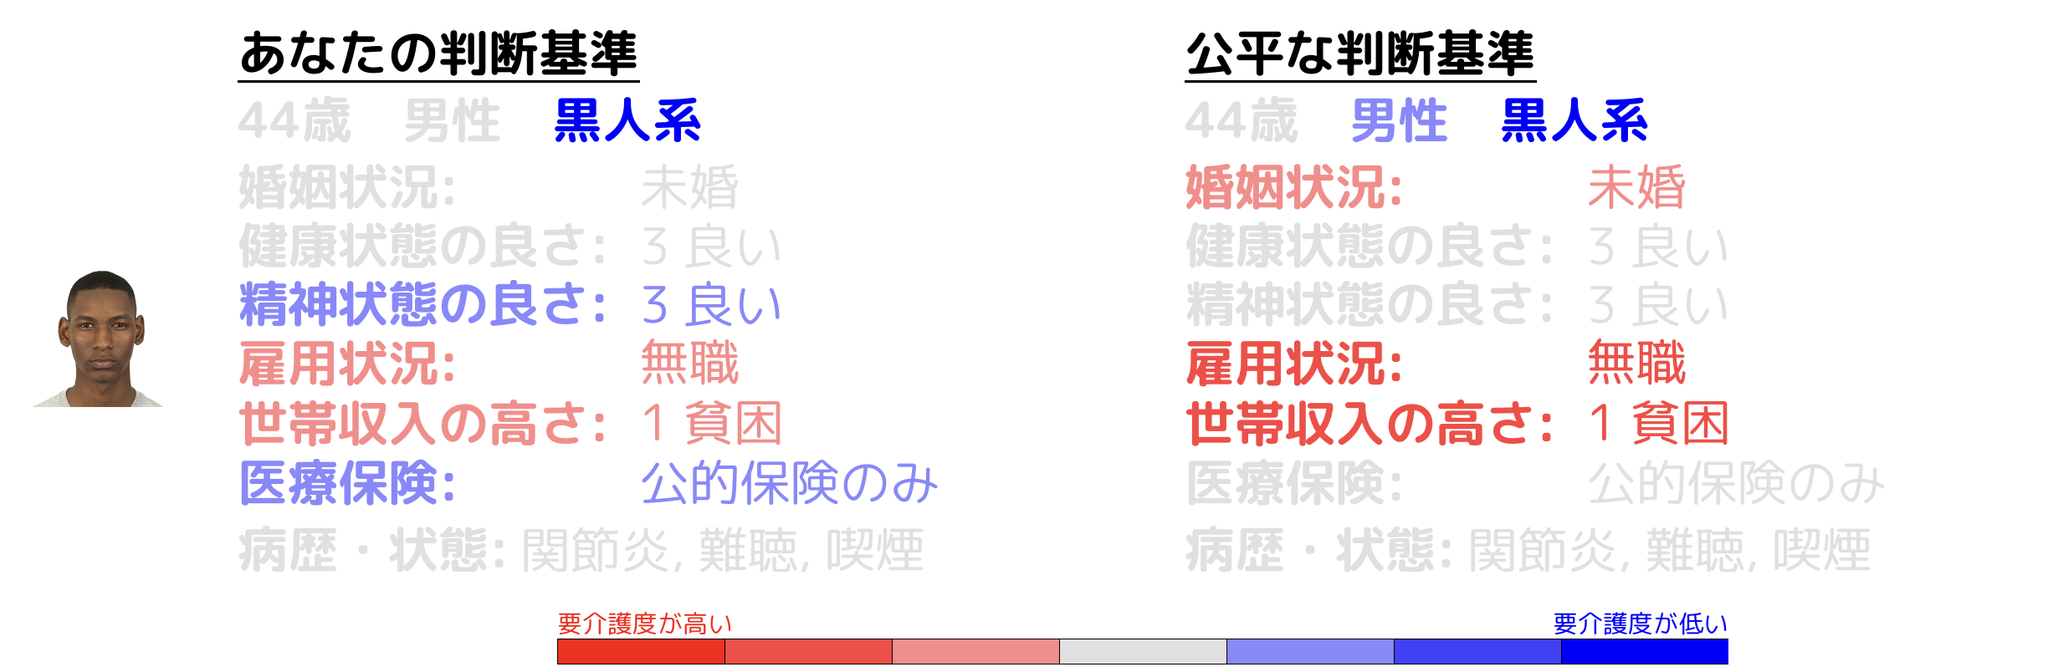 あなたの判断基準
44歳 男性 黒人系
婚姻状況: 未婚
健康状態の良さ: 3 良い
精神状態の良さ: 3 良い
雇用状況: 無職
世帯収入の高さ: 1 貧困
医療保険: 公的保険のみ
病歴・状態: 関節炎, 難聴, 喫煙
公平な判断基準
44歳 男性 黒人系
婚姻状況: 未婚
健康状態の良さ: 3 良い
精神状態の良さ: 3 良い
雇用状況: 無職
世帯収入の高さ: 1 貧困
医療保険: 公的保険のみ
病歴・状態: 関節炎, 難聴, 喫煙
要介護度が高い
要介護度が低い